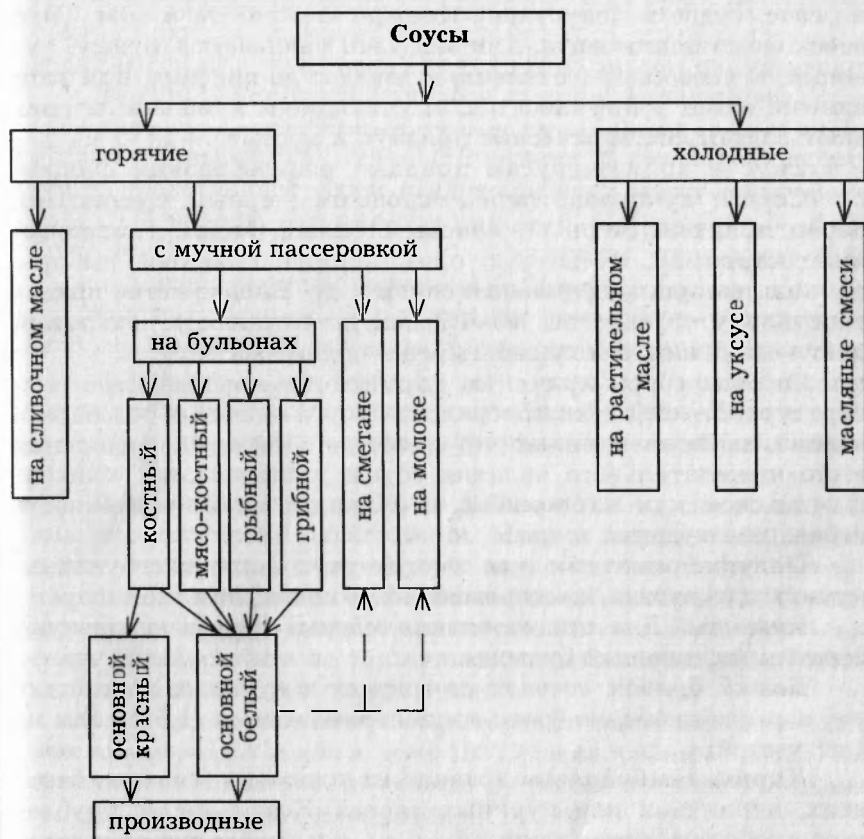 Соусы
горячие
холодные
на сливочном масле
с мучной пассеровкой
на растительном
масле
на уксусе
масляные смеси
на бульонах
костный
мясо-костный
рыбный
грибной
на сметане
на молоке
основной
красный
основной
белый
производные